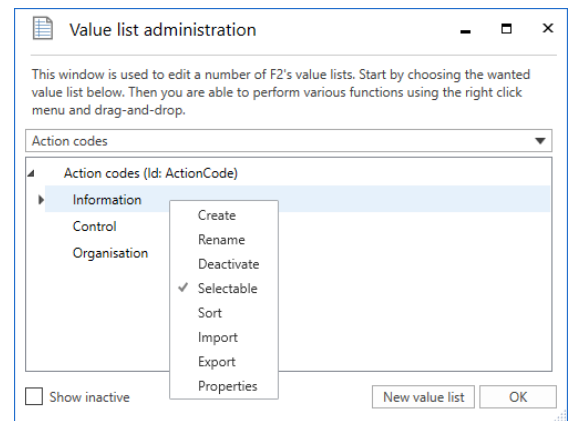 Value list administration
This window is used to edit a number of F2's value lists. Start by choosing the wanted
value list below. Then you are able to perform various functions using the right click
menu and drag-and-drop.
Action codes
Action codes (Id: ActionCode)
Information
Control
Organisation
Create
Rename
Deactivate
Selectable
Sort
Import
Export
Properties
Show inactive
New value list
OK